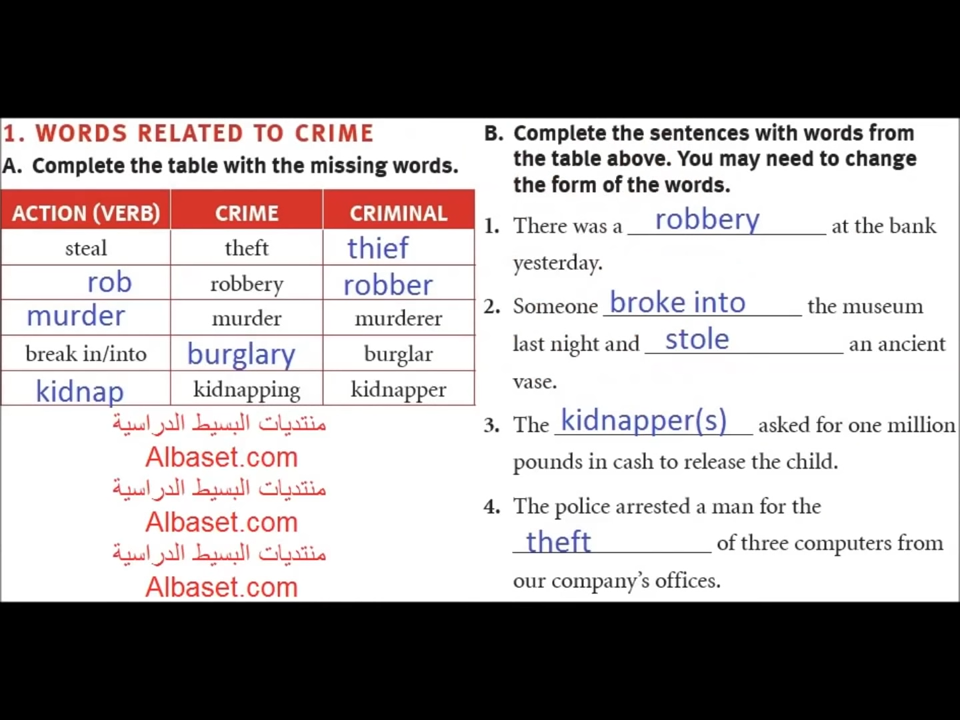 1. WORDS RELATED TO CRIME
A. Complete the table with the missing words.
ACTION (VERB) CRIME CRIMINAL
steal theft thief
rob robbery robber
murder murder murderer
break in/into burglary burglar
kidnap kidnapping kidnapper
منتديات البسيط الدراسية
Albaset.com
منتديات البسيط الدراسية
Albaset.com
منتديات البسيط الدراسية
Albaset.com
B. Complete the sentences with words from
the table above. You may need to change
the form of the words.
1. There was a robbery at the bank
yesterday.
2. Someone broke into the museum
last night and stole an ancient
vase.
3. The kidnapper(s) asked for one million
pounds in cash to release the child.
4. The police arrested a man for the
theft of three computers from
our company's offices.